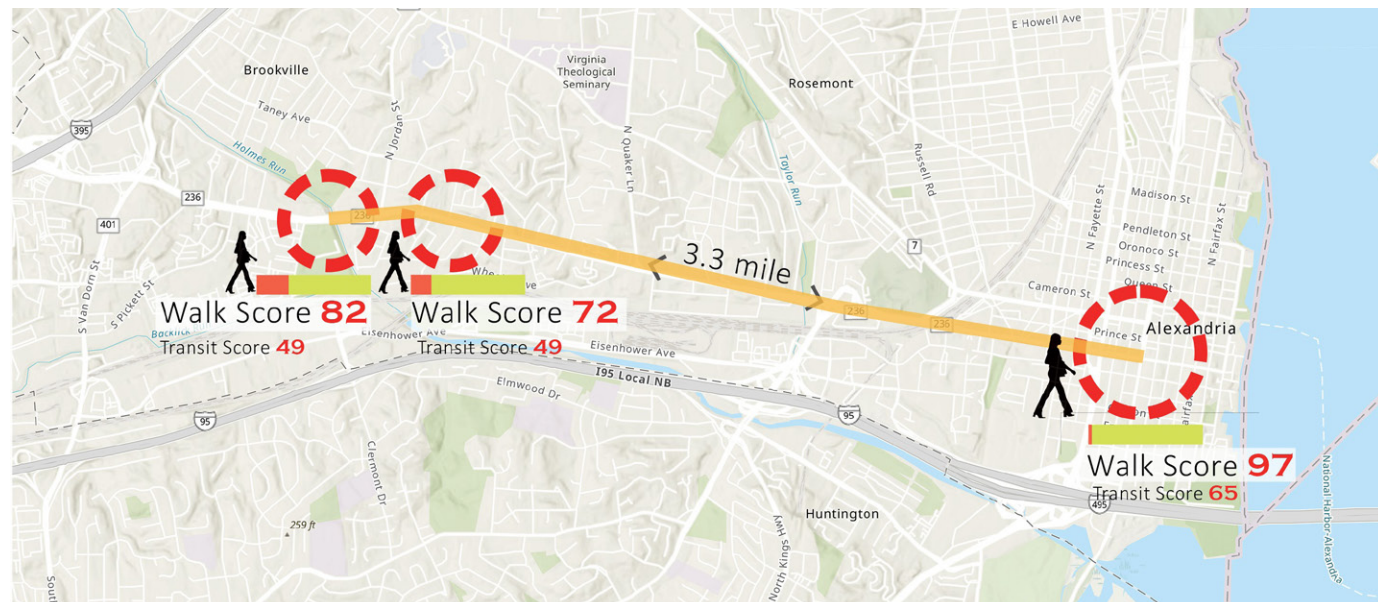 E Howell Ave
Brookville
Virginia
Theological
Seminary
Rosemont
Taney Ave
395
N Jordan St
Holmes Run
N Quaker Ln
Taylor Run
Russell Rd
N Fayette St
Madison St
N Fairfax St
236
401
236
Pendleton St
Oronoco St
Princess St
Queen St
7
3.3 mile
Cameron St
S Van Dorn St
S Pickett St
Walk Score 82
Transit Score 49
Walk Score 72
Transit Score 49
236
236
Prince St
Alexandria
Eisenhower Ave
Eisenhower Ave
I95 Local NB
Elmwood Dr
95
95
Clermont Dr
Walk Score 97
Transit Score 65
495
Huntington
259 ft
North Kings Hwy
National Harbor-Alexandria
South